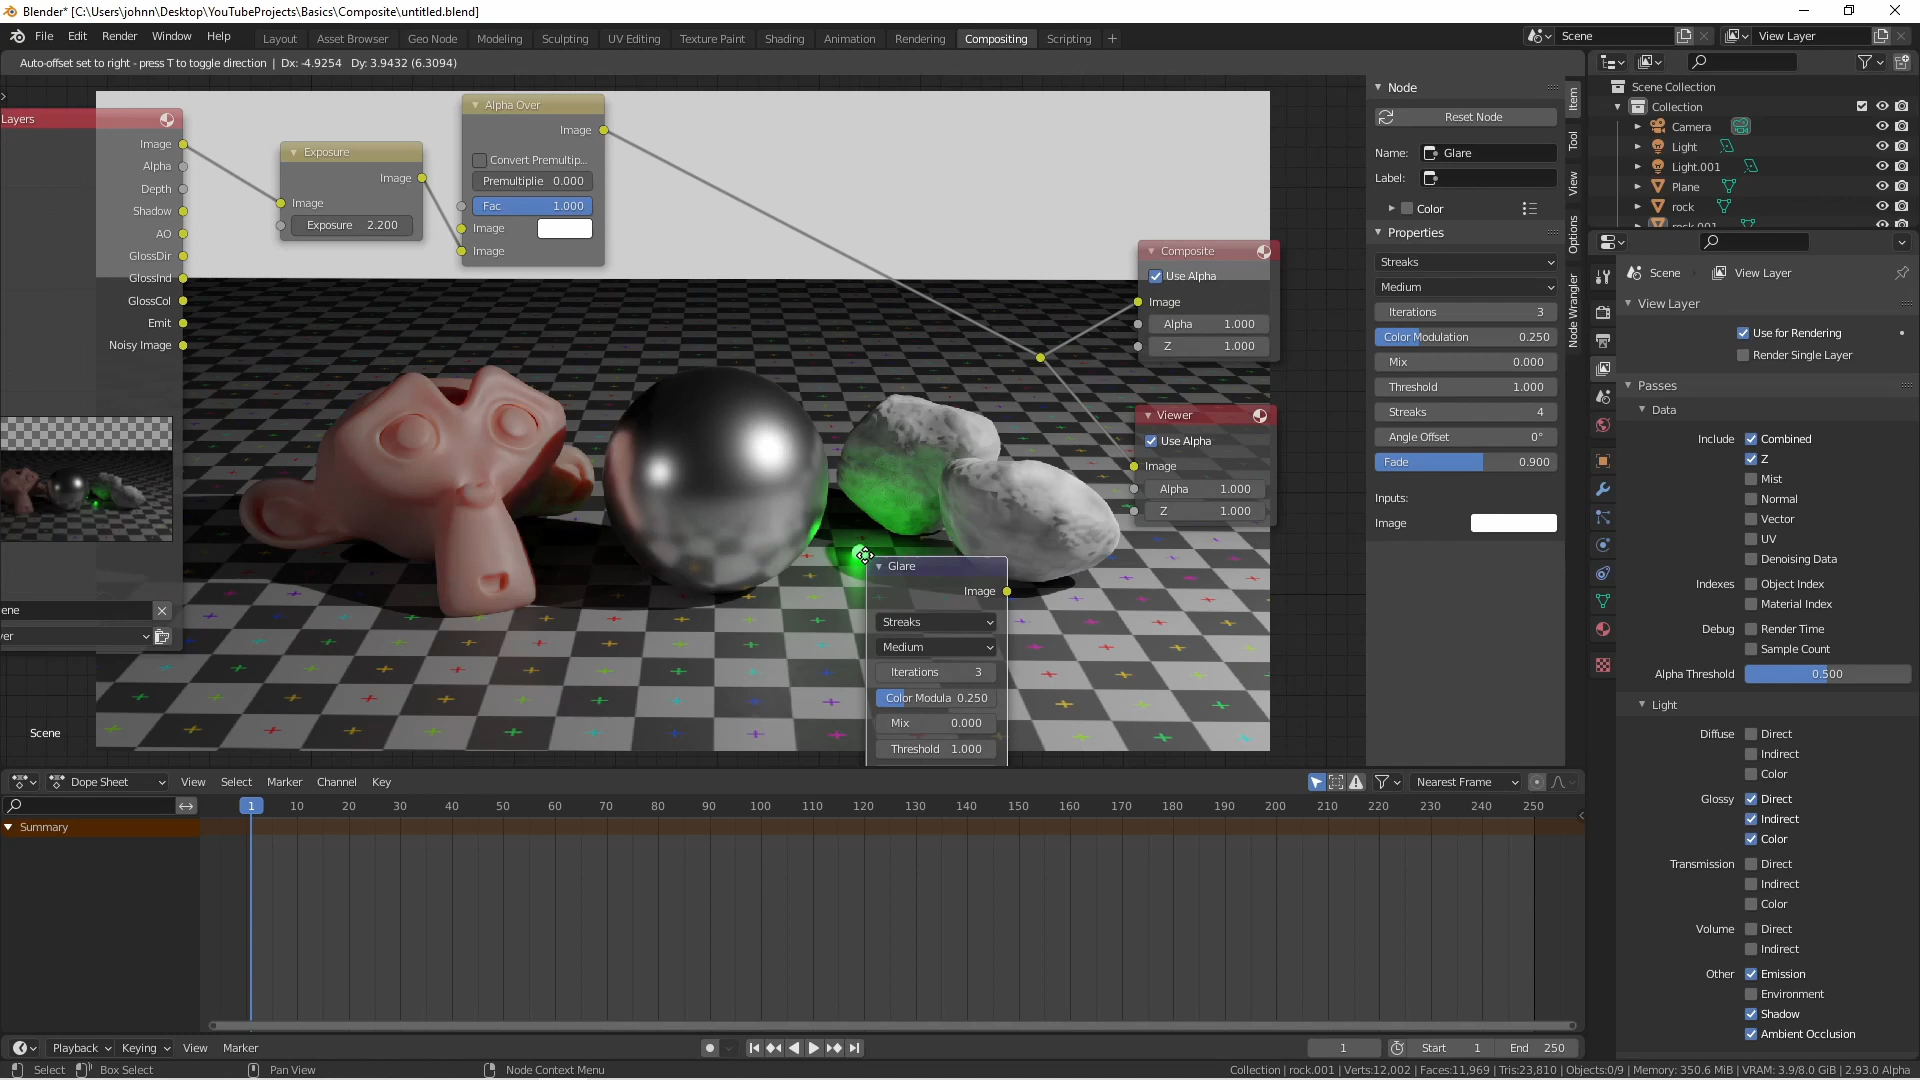 Blender* [C:\Users\johnn\Desktop\YouTubeProjects\Basics\Composite\untitled.blend]
File Edit Render Window Help
Layout Asset Browser Geo Node Modeling Sculpting UV Editing Texture Paint Shading Animation Rendering Compositing Scripting +
Scene
View Layer
Auto-offset set to right - press T to toggle direction | Dx: -4.9254 Dy: 3.9432 (6.3094)
Layers
Image
Alpha
Depth
Shadow
AO
GlossDir
GlossInd
GlossCol
Emit
Noisy Image
ene
er
Exposure
Image
Image
Exposure 2.200
Alpha Over
Image
Convert Premultip...
Premultiplie 0.000
Fac 1.000
Image
Image
Composite
Use Alpha
Image
Alpha 1.000
Z 1.000
Viewer
Use Alpha
Image
Alpha 1.000
Z 1.000
Glare
Image
Streaks
Medium
Iterations 3
Color Modula 0.250
Mix 0.000
Threshold 1.000
Scene
Node
Reset Node
Name: Glare
Label:
Color
Properties
Streaks
Medium
Iterations 3
Color Modulation 0.250
Mix 0.000
Threshold 1.000
Streaks 4
Angle Offset 0°
Fade 0.900
Inputs:
Image
Item
Tool
View
Options
Node Wrangler
Scene Collection
Collection
Camera
Light
Light.001
Plane
rock
rock.001
Scene View Layer
View Layer
Use for Rendering
Render Single Layer
Passes
Data
Include Combined
Z
Mist
Normal
Vector
UV
Denoising Data
Indexes Object Index
Material Index
Debug Render Time
Sample Count
Alpha Threshold 0.500
Light
Diffuse Direct
Indirect
Color
Glossy Direct
Indirect
Color
Transmission Direct
Indirect
Color
Volume Direct
Indirect
Other Emission
Environment
Shadow
Ambient Occlusion
Dope Sheet View Select Marker Channel Key
Nearest Frame
1 10 20 30 40 50 60 70 80 90 100 110 120 130 140 150 160 170 180 190 200 210 220 230 240 250
Summary
Playback Keying View Marker
1 Start 1 End 250
Select Box Select Pan View Node Context Menu
Collection | rock.001 | Verts:12,002 | Faces:11,969 | Tris:23,810 | Objects:0/9 | Memory: 350.6 MiB | VRAM: 3.9/8.0 GiB | 2.93.0 Alpha